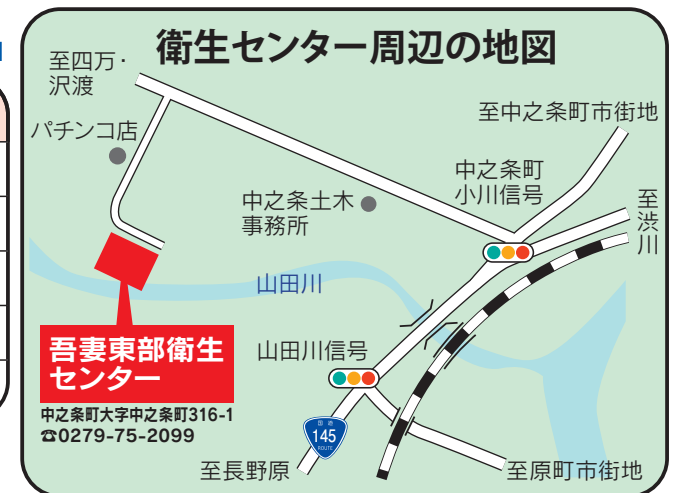 衛生センター周辺の地図
至四万・
沢渡
パチンコ店
至中之条町市街地
中之条町
小川信号
中之条土木
事務所
至渋川
山田川
吾妻東部衛生
センター
山田川信号
中之条町大字中之条町316-1
☎0279-75-2099
国道
145
ROUTE
至長野原
至原町市街地